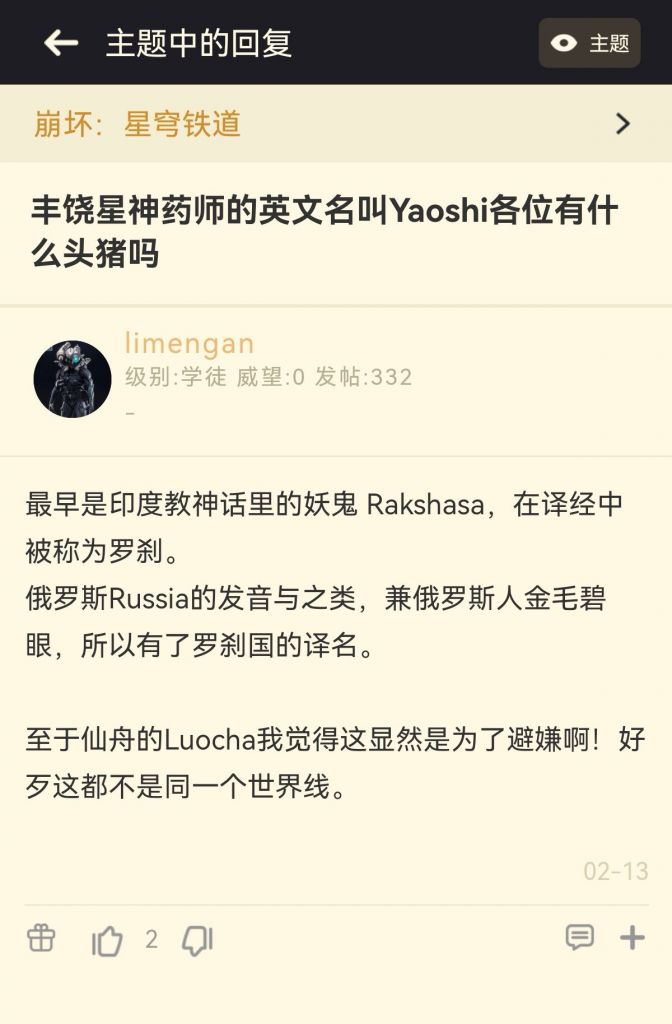 主题中的回复
主题
崩坏：星穹铁道
丰饶星神药师的英文名叫Yaoshi各位有什
么头猪吗
limengan
级别:学徒 威望:0 发帖:332
-
最早是印度教神话里的妖鬼 Rakshasa，在译经中
被称为罗刹。
俄罗斯Russia的发音与之类，兼俄罗斯人金毛碧
眼，所以有了罗刹国的译名。
至于仙舟的Luocha我觉得这显然是为了避嫌啊！好
歹这都不是同一个世界线。
02-13
2